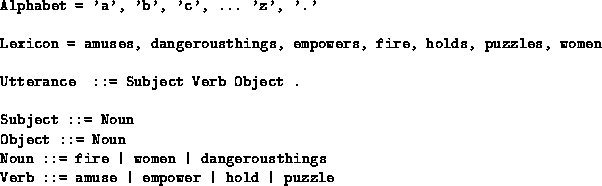 Alphabet = 'a', 'b', 'c', ... 'z', '.'
Lexicon = amuses, dangerousthings, empowers, fire, holds, puzzles, women
Utterance ::= Subject Verb Object .
Subject ::= Noun
Object ::= Noun
Noun ::= fire | women | dangerousthings
Verb ::= amuse | empower | hold | puzzle